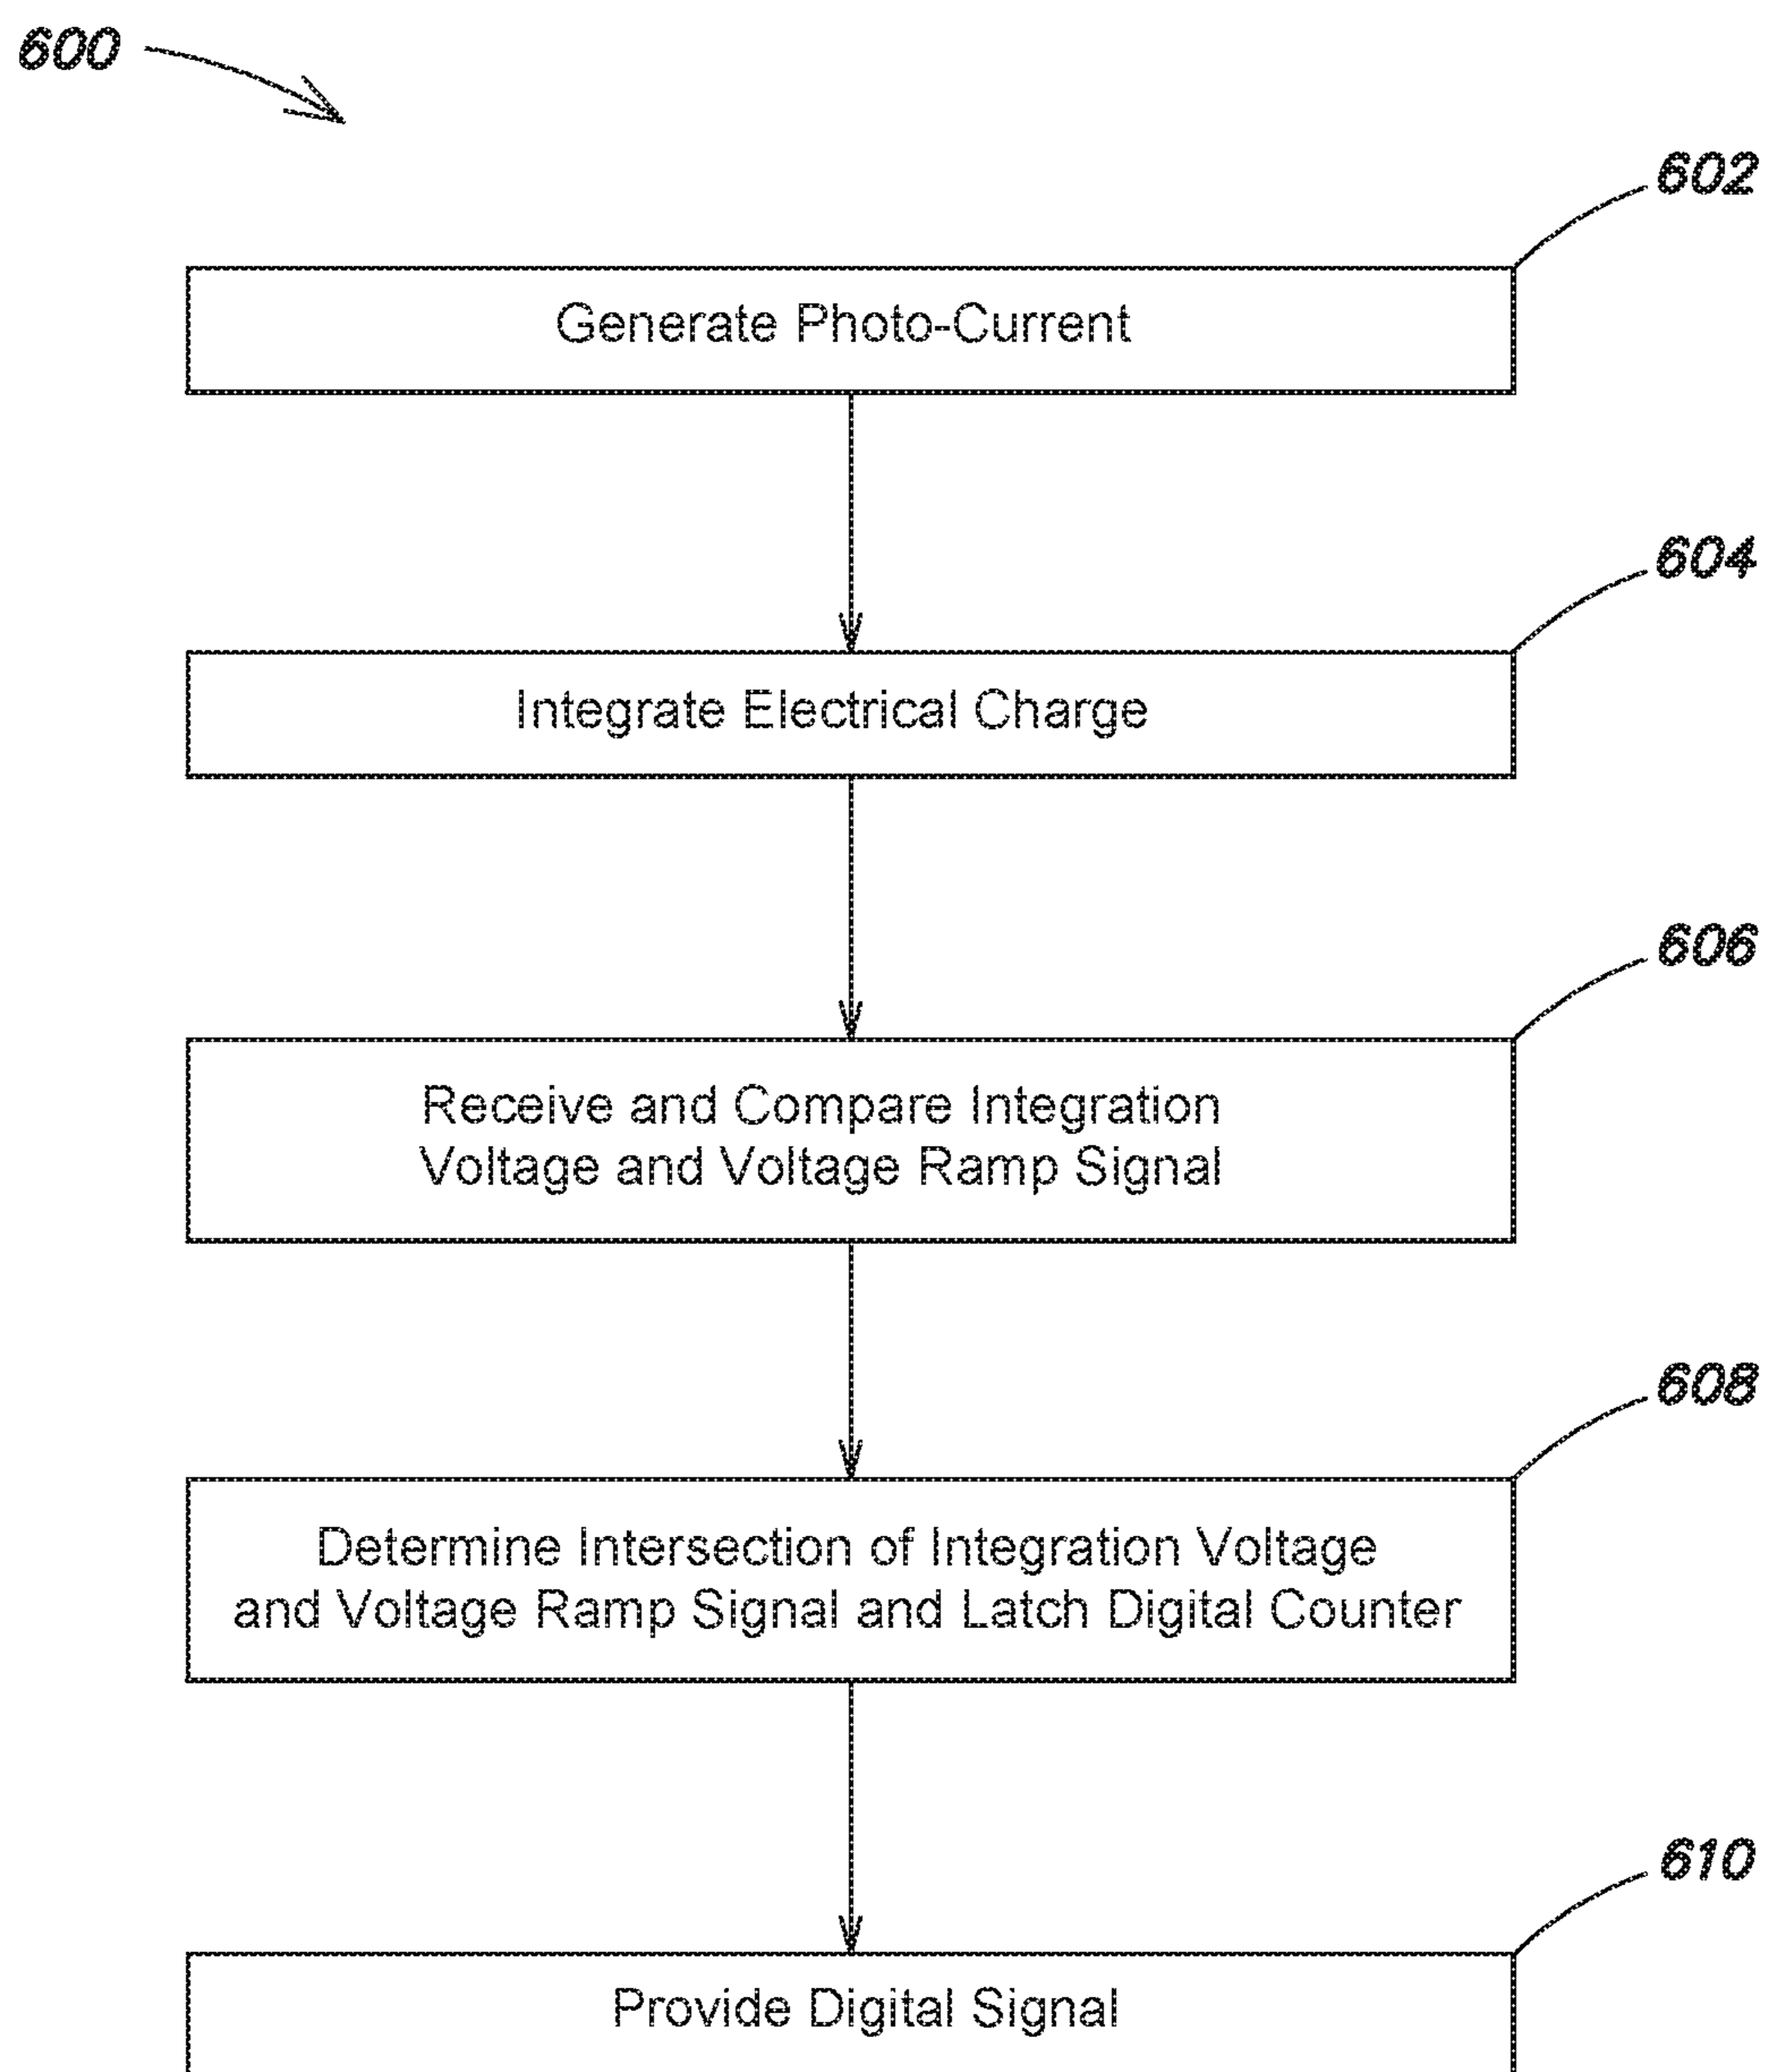 600
602
Generate Photo-Current
604
Integrate Electrical Charge
606
Receive and Compare Integration
Voltage and Voltage Ramp Signal
608
Determine Intersection of Integration Voltage
and Voltage Ramp Signal and Latch Digital Counter
610
Provide Digital Signal